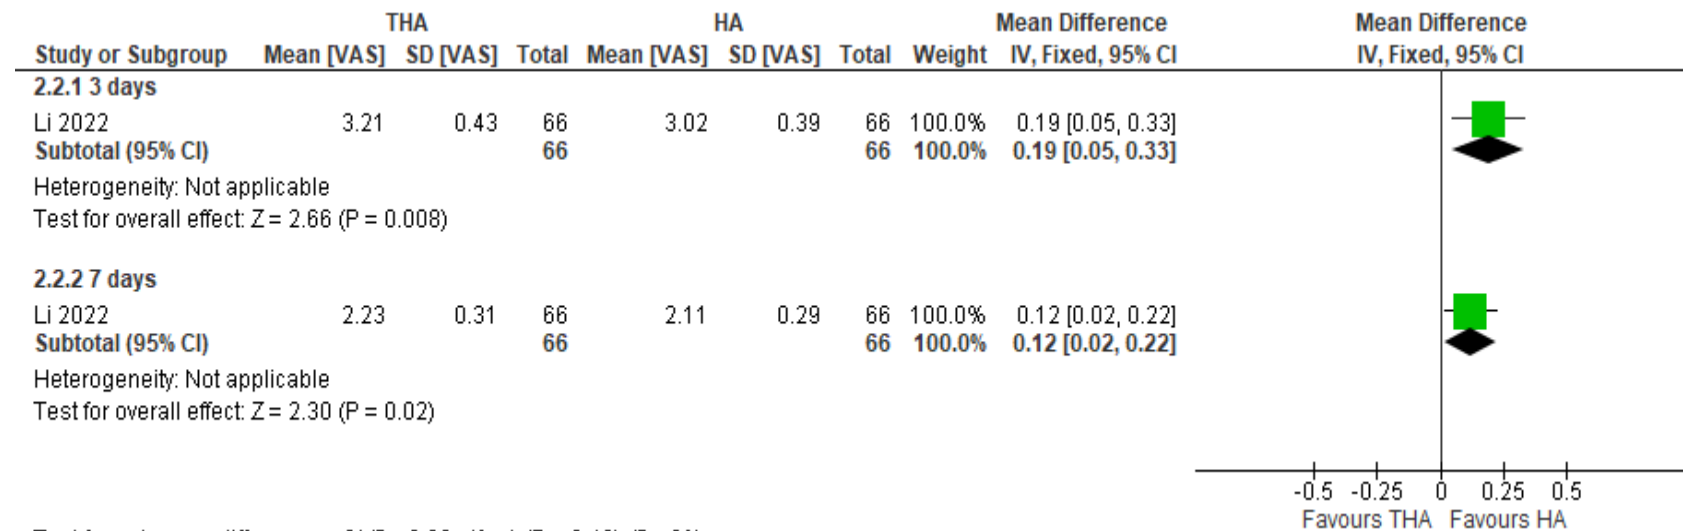 THA HA Mean Difference Mean Difference
Study or Subgroup Mean [VAS] SD [VAS] Total Mean [VAS] SD [VAS] Total Weight IV, Fixed, 95% CI IV, Fixed, 95% CI
2.2.1 3 days
Li 2022 3.21 0.43 66 3.02 0.39 66 100.0% 0.19 [0.05, 0.33]
Subtotal (95% CI) 66 66 100.0% 0.19 [0.05, 0.33]
Heterogeneity: Not applicable
Test for overall effect: Z = 2.66 (P = 0.008)
2.2.2 7 days
Li 2022 2.23 0.31 66 2.11 0.29 66 100.0% 0.12 [0.02, 0.22]
Subtotal (95% CI) 66 66 100.0% 0.12 [0.02, 0.22]
Heterogeneity: Not applicable
Test for overall effect: Z = 2.30 (P = 0.02)
-0.5 -0.25 0 0.25 0.5
Favours THA Favours HA